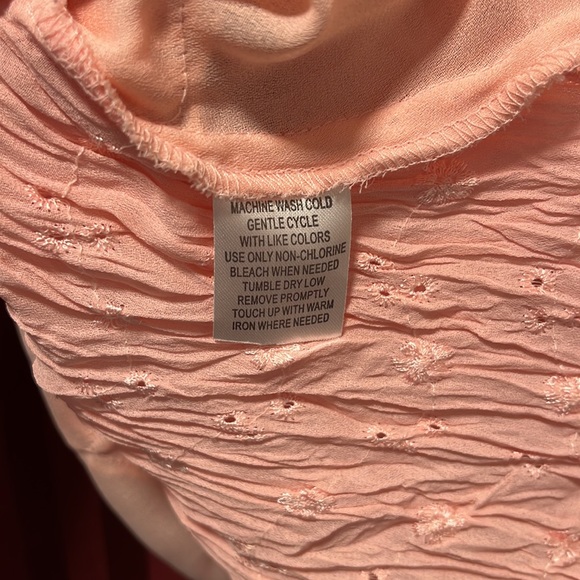 MACHINE WASH COLD
GENTLE CYCLE
WITH LIKE COLORS
USE ONLY NON-CHLORINE
BLEACH WHEN NEEDED
TUMBLE DRY LOW
REMOVE PROMPTLY
TOUCH UP WITH WARM
IRON WHERE NEEDED